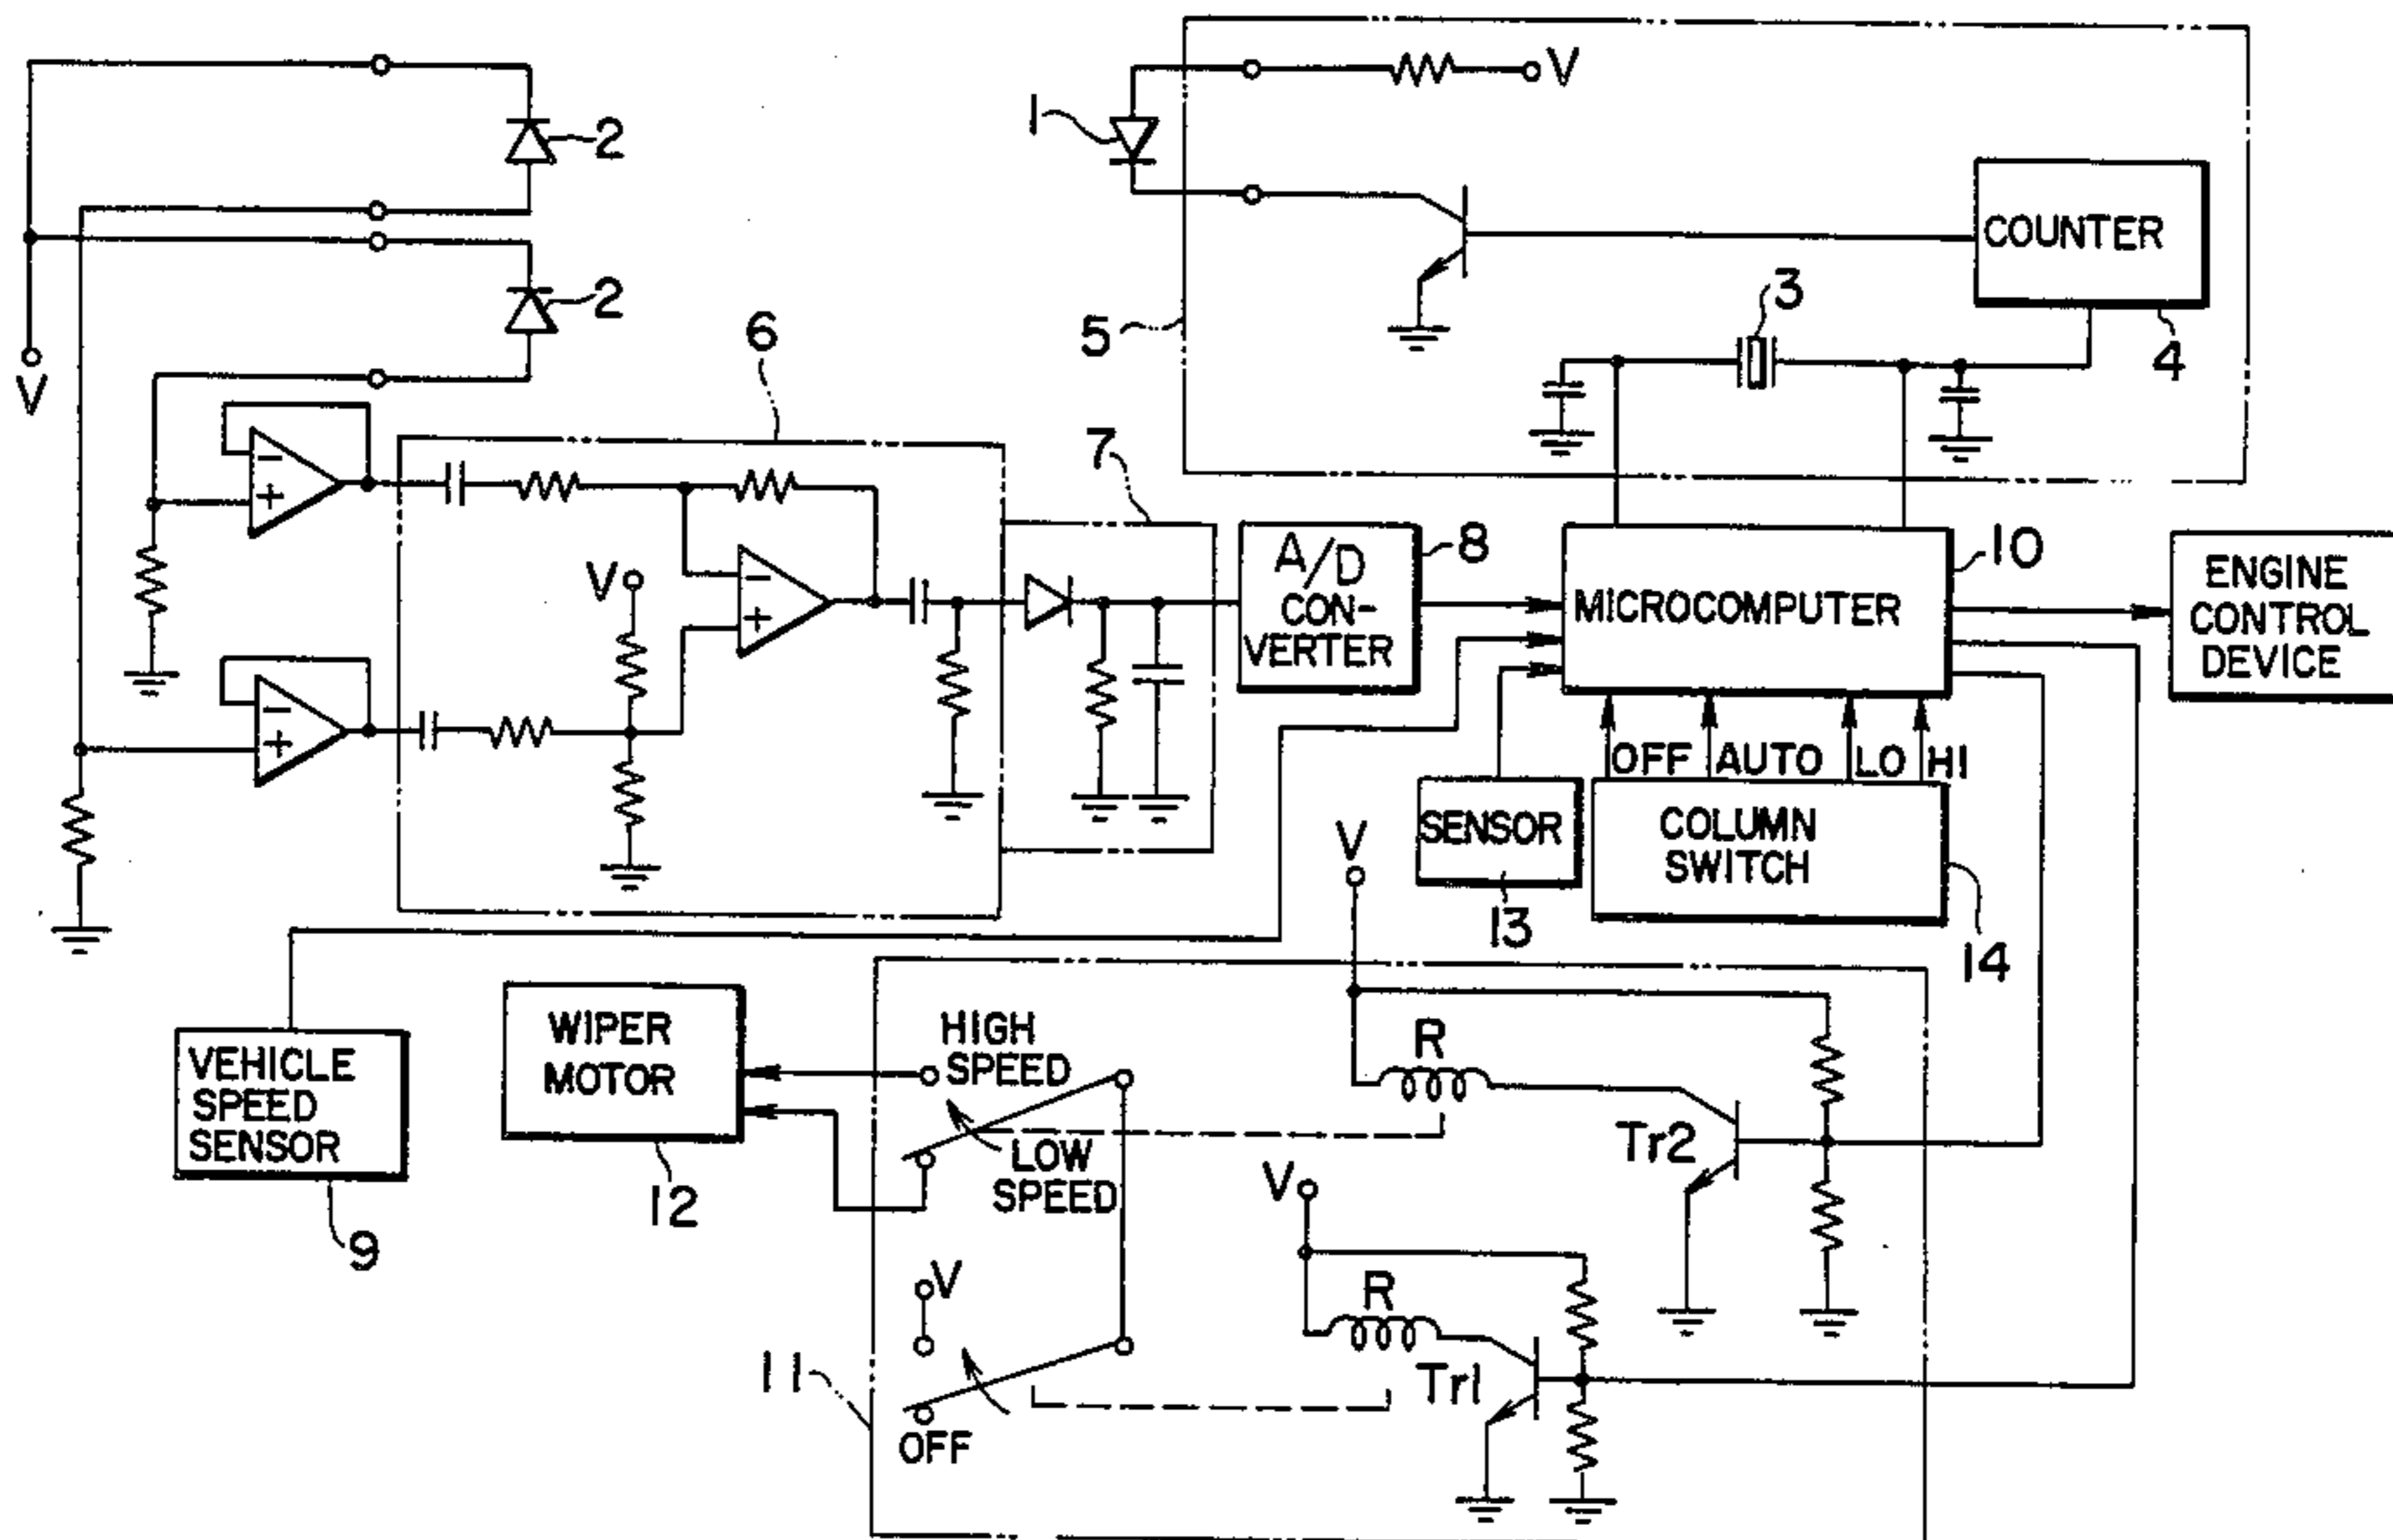 V
1
2
COUNTER
2
3
5
4
6
V
7
-
+
A/D
CON-
VERTER
8
10
MICROCOMPUTER
ENGINE
CONTROL
DEVICE
V
-
+
-
+
OFF
AUTO
LO
HI
SENSOR
13
COLUMN
SWITCH
14
V
VEHICLE
SPEED
SENSOR
9
WIPER
MOTOR
12
HIGH
SPEED
LOW
SPEED
R
Tr2
V
V
R
Tr1
11
OFF